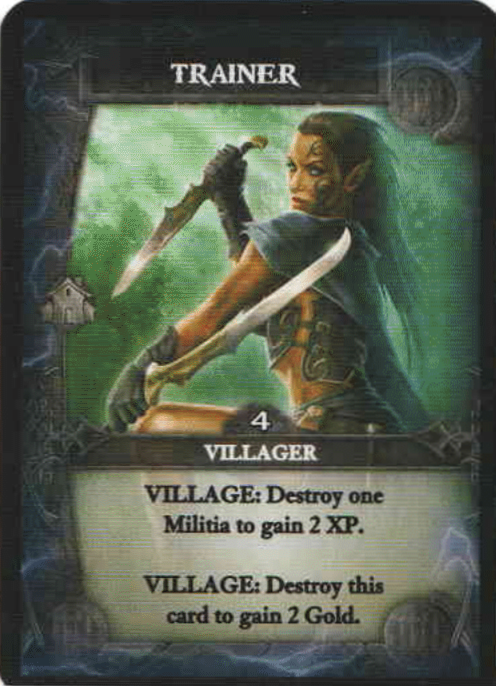 TRAINER
4
VILLAGER
VILLAGE: Destroy one
Militia to gain 2 XP.
VILLAGE: Destroy this
card to gain 2 Gold.